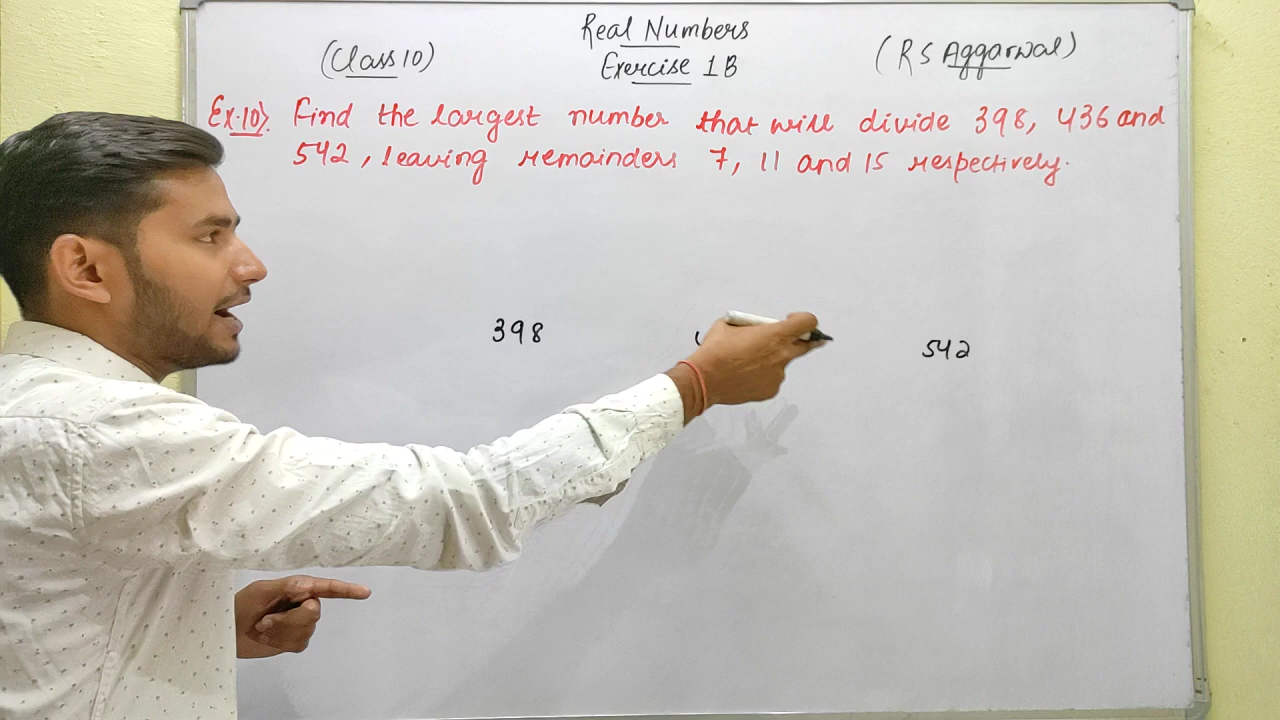 Real Numbers
(Class 10)
Exercise 1B
(RS Aggarwal)
Ex.10). Find the largest number that will divide 398, 436 and
542, leaving remainders 7, 11 and 15 respectively.
398 542